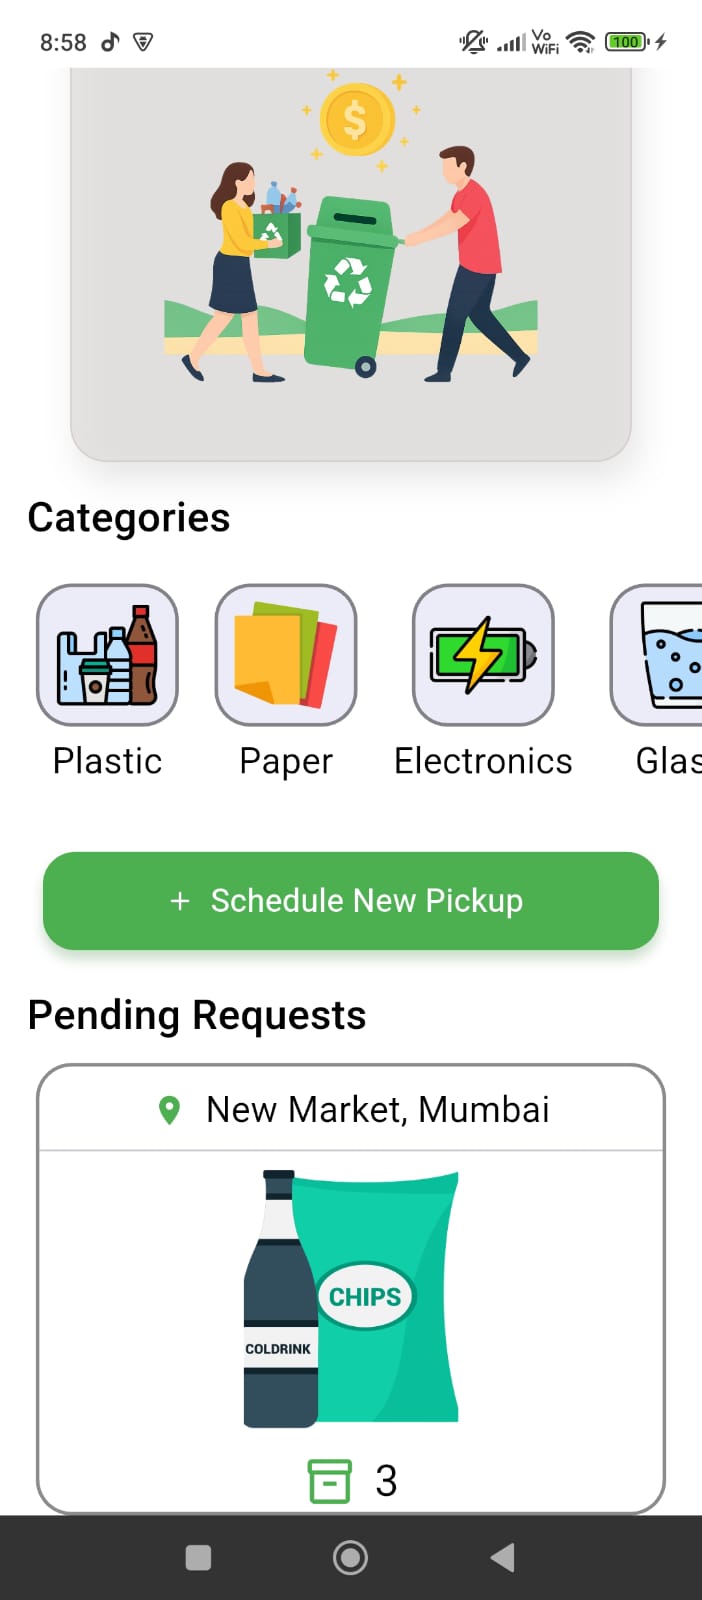 8:58
Vo
WiFi
100
$
Categories
Plastic
Paper
Electronics
Glas
+ Schedule New Pickup
Pending Requests
New Market, Mumbai
CHIPS
COLDRINK
3